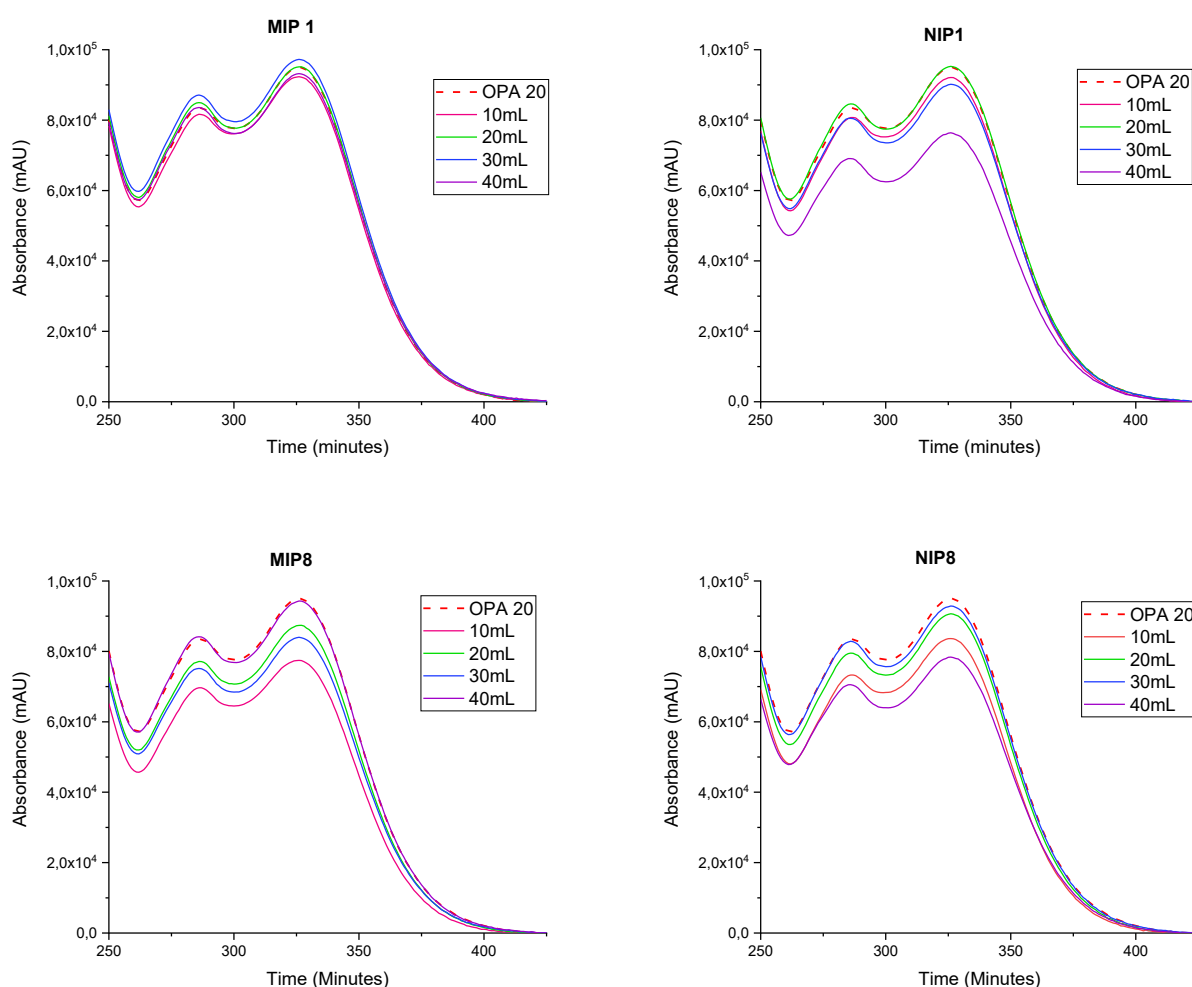 MIP 1
1,0x10⁵
8,0x10⁴
6,0x10⁴
4,0x10⁴
2,0x10⁴
0,0
Absorbance (mAU)
250
300
350
400
Time (minutes)
OPA 20
10mL
20mL
30mL
40mL
NIP1
1,0x10⁵
8,0x10⁴
6,0x10⁴
4,0x10⁴
2,0x10⁴
0,0
Absorbance (mAU)
250
300
350
400
Time (minutes)
OPA 20
10mL
20mL
30mL
40mL
MIP8
1,0x10⁵
8,0x10⁴
6,0x10⁴
4,0x10⁴
2,0x10⁴
0,0
Absorbance (mAU)
250
300
350
400
Time (Minutes)
OPA 20
10mL
20mL
30mL
40mL
NIP8
1,0x10⁵
8,0x10⁴
6,0x10⁴
4,0x10⁴
2,0x10⁴
0,0
Absorbance (mAU)
250
300
350
400
Time (Minutes)
OPA 20
10mL
20mL
30mL
40mL